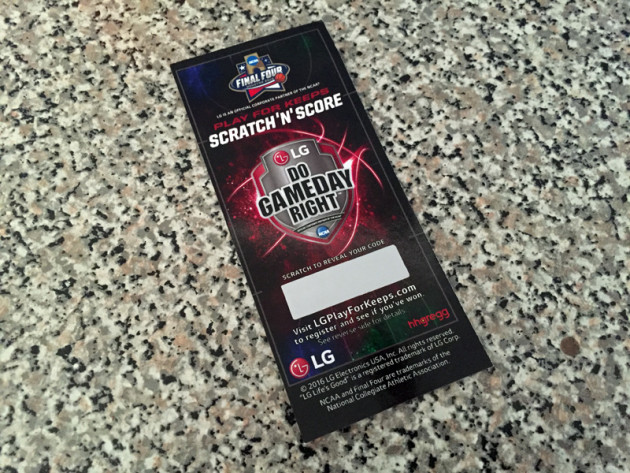 NCAA
FINAL FOUR
LG IS AN OFFICIAL CORPORATE PARTNER OF THE NCAA®
PLAY FOR KEEPS
SCRATCH 'N' SCORE
LG
DO
GAMEDAY
RIGHT
NCAA
SCRATCH TO REVEAL YOUR CODE
Visit LGPlayForKeeps.com
to register and see if you've won.
See reverse side for details
hhgregg
LG
© 2016 LG Electronics USA, Inc. All rights reserved.
"LG Life's Good" is a registered trademark of LG Corp.
NCAA and Final Four are trademarks of the
National Collegiate Athletic Association.